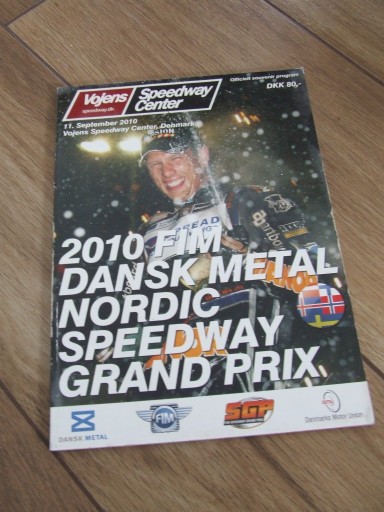 Vojens
speedway.dk
Speedway
Center
Officielt souvenir program
DKK 80,-
11. September 2010
Vojens Speedway Center, Denmark
2010 FIM
DANSK METAL
NORDIC
SPEEDWAY
GRAND PRIX
DANSK METAL
FIM
SGP
Danmarks Motor Union